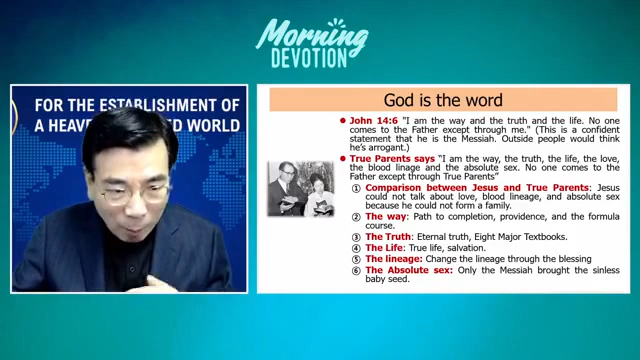 Morning
DEVOTION
FOR THE ESTABLISHMENT OF
A HEAVE
ED WORLD
God is the word
● John 14:6 "I am the way and the truth and the life. No one
comes to the Father except through me." (This is a confident
statement that he is the Messiah. Outside people would think
he's arrogant.)
● True Parents says "I am the way, the truth, the life, the love,
the blood linage and the absolute sex. No one comes to the
Father except through True Parents"
① Comparison between Jesus and True Parents: Jesus
could not talk about love, blood lineage, and absolute sex
because he could not form a family.
② The way: Path to completion, providence, and the formula
course.
③ The Truth: Eternal truth, Eight Major Textbooks.
④ The Life: True life, salvation.
⑤ The lineage: Change the lineage through the blessing
⑥ The Absolute sex: Only the Messiah brought the sinless
baby seed.